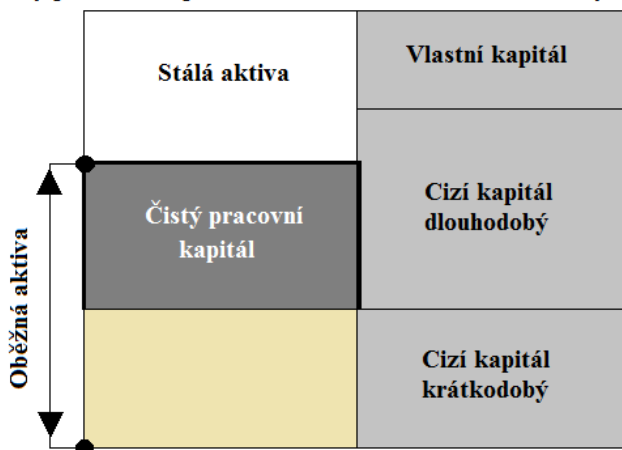 Stálá aktiva
Vlastní kapitál
Čistý pracovní
kapitál
Cizí kapitál
dlouhodobý
Oběžná aktiva
Cizí kapitál
krátkodobý